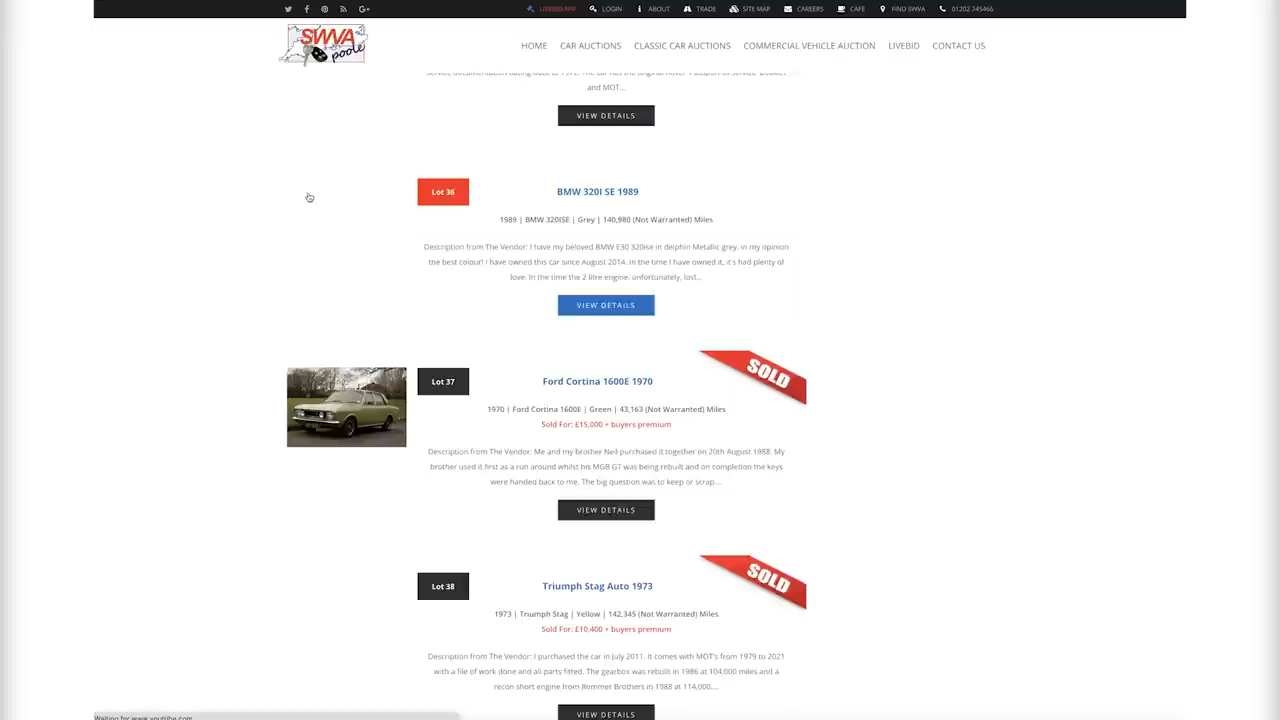 LIVEBID APP
LOGIN
ABOUT
TRADE
SITE MAP
CAREERS
CAFE
FIND SWVA
01202 745466
SWVA
poole
HOME
CAR AUCTIONS
CLASSIC CAR AUCTIONS
COMMERCIAL VEHICLE AUCTION
LIVEBID
CONTACT US
and MOT...
VIEW DETAILS
Lot 36
BMW 320I SE 1989
1989 | BMW 320ISE | Grey | 140,980 (Not Warranted) Miles
Description from The Vendor: I have my beloved BMW E30 320ise in delphin Metallic grey, in my opinion
the best colour! I have owned this car since August 2014. In the time I have owned it, it's had plenty of
love. In the time the 2 litre engine, unfortunately, lost...
VIEW DETAILS
SOLD
Lot 37
Ford Cortina 1600E 1970
1970 | Ford Cortina 1600E | Green | 43,163 (Not Warranted) Miles
Sold For: £15,000 + buyers premium
Description from The Vendor: Me and my brother Neil purchased it together on 20th August 1988. My
brother used it first as a run around whilst his MGB GT was being rebuilt and on completion the keys
were handed back to me. The big question was to keep or scrap....
VIEW DETAILS
SOLD
Lot 38
Triumph Stag Auto 1973
1973 | Triumph Stag | Yellow | 142,345 (Not Warranted) Miles
Sold For: £10,400 + buyers premium
Description from The Vendor: I purchased the car in July 2011. It comes with MOT's from 1979 to 2021
with a file of work done and all parts fitted. The gearbox was rebuilt in 1986 at 104,000 miles and a
recon short engine from Rommer Brothers in 1988 at 114,000....
VIEW DETAILS
Waiting for www.youtube.com